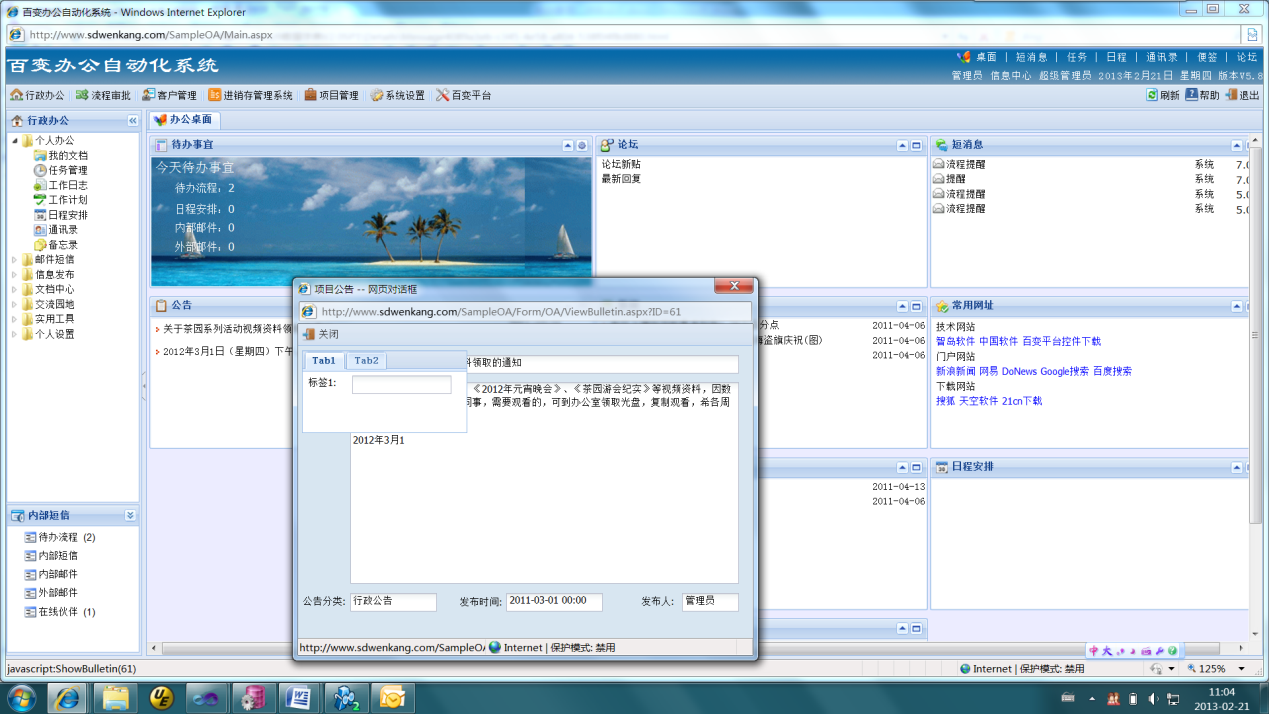 百变办公自动化系统 - Windows Internet Explorer
http://www.sdwenkang.com/SampleOA/Main.aspx
百变办公自动化系统
桌面 | 短消息 | 任务 | 日程 | 通讯录 | 便签 | 论坛
管理员 信息中心 超级管理员 2013年2月21日 星期四 版本V5.8
行政办公 流程审批 客户管理 进销存管理系统 项目管理 系统设置 百变平台 刷新 帮助 退出
行政办公
个人办公
我的文档
任务管理
工作日志
工作计划
日程安排
通讯录
备忘录
邮件短信
信息发布
文档中心
交流园地
实用工具
个人设置
内部短信
待办流程 (2)
内部短信
内部邮件
外部邮件
在线伙伴 (1)
办公桌面
待办事宜
今天待办事宜
待办流程：2
日程安排：0
内部邮件：0
外部邮件：0
论坛
论坛新贴
最新回复
短消息
流程提醒 系统 7.0
提醒 系统 7.0
流程提醒 系统 5.0
流程提醒 系统 5.0
公告
关于茶园系列活动视频资料领
2012年3月1日（星期四）下午
分点 2011-04-06
盗旗庆祝(图) 2011-04-06
2011-04-06
常用网址
技术网站
智岛软件 中国软件 百变平台控件下载
门户网站
新浪新闻 网易 DoNews Google搜索 百度搜索
下载网站
搜狐 天空软件 21cn下载
2011-04-13
2011-04-06
日程安排
项目公告 -- 网页对话框
http://www.sdwenkang.com/SampleOA/Form/OA/ViewBulletin.aspx?ID=61
关闭
Tab1 Tab2
标签1:
领取的通知
《2012年元宵晚会》、《茶园游会纪实》等视频资料，因数
事，需要观看的，可到办公室领取光盘，复制观看，希各周
2012年3月1
公告分类: 行政公告 发布时间: 2011-03-01 00:00 发布人: 管理员
http://www.sdwenkang.com/SampleO Internet | 保护模式: 禁用
javascript:ShowBulletin(61)
Internet | 保护模式: 禁用
125%
中大
11:04
2013-02-21